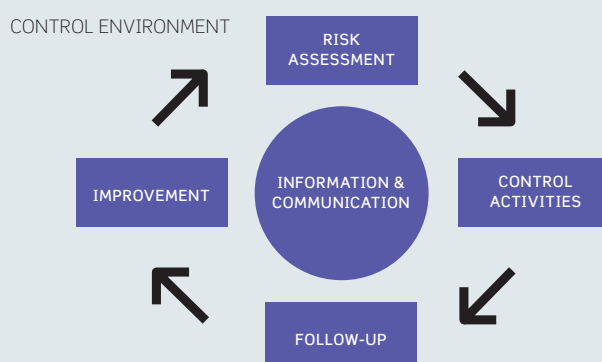 CONTROL ENVIRONMENT
RISK
ASSESSMENT
IMPROVEMENT
INFORMATION &
COMMUNICATION
CONTROL
ACTIVITIES
FOLLOW-UP